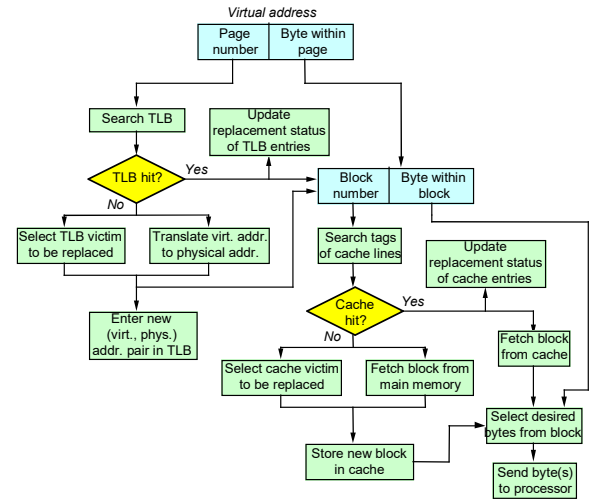 Virtual address
Page
number
Byte within
page
Search TLB
Update
replacement status
of TLB entries
TLB hit?
Yes
No
Block
number
Byte within
block
Select TLB victim
to be replaced
Translate virt. addr.
to physical addr.
Search tags
of cache lines
Update
replacement status
of cache entries
Enter new
(virt., phys.)
addr. pair in TLB
Cache
hit?
Yes
No
Fetch block
from cache
Select cache victim
to be replaced
Fetch block from
main memory
Select desired
bytes from block
Store new block
in cache
Send byte(s)
to processor